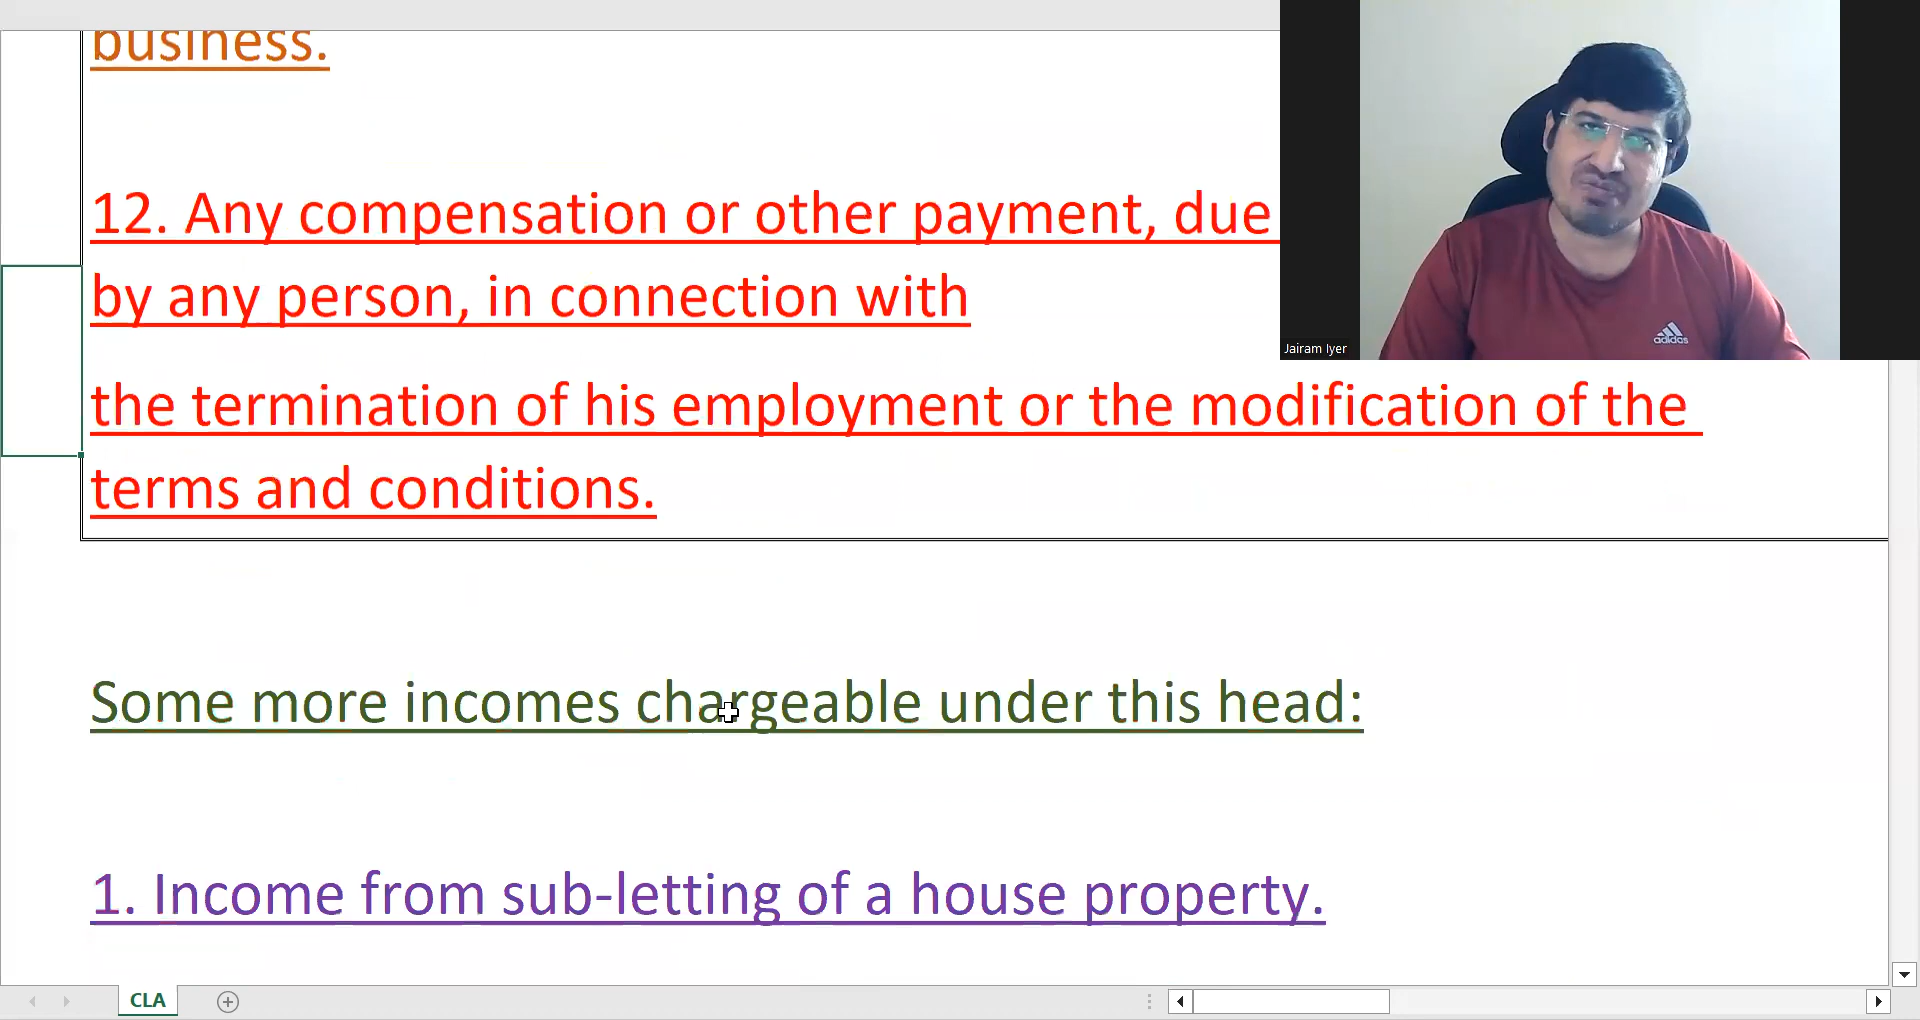 business.
12. Any compensation or other payment, due
by any person, in connection with
the termination of his employment or the modification of the
terms and conditions.
Some more incomes chargeable under this head:
1. Income from sub-letting of a house property.
adidas
Jairam Iyer
CLA